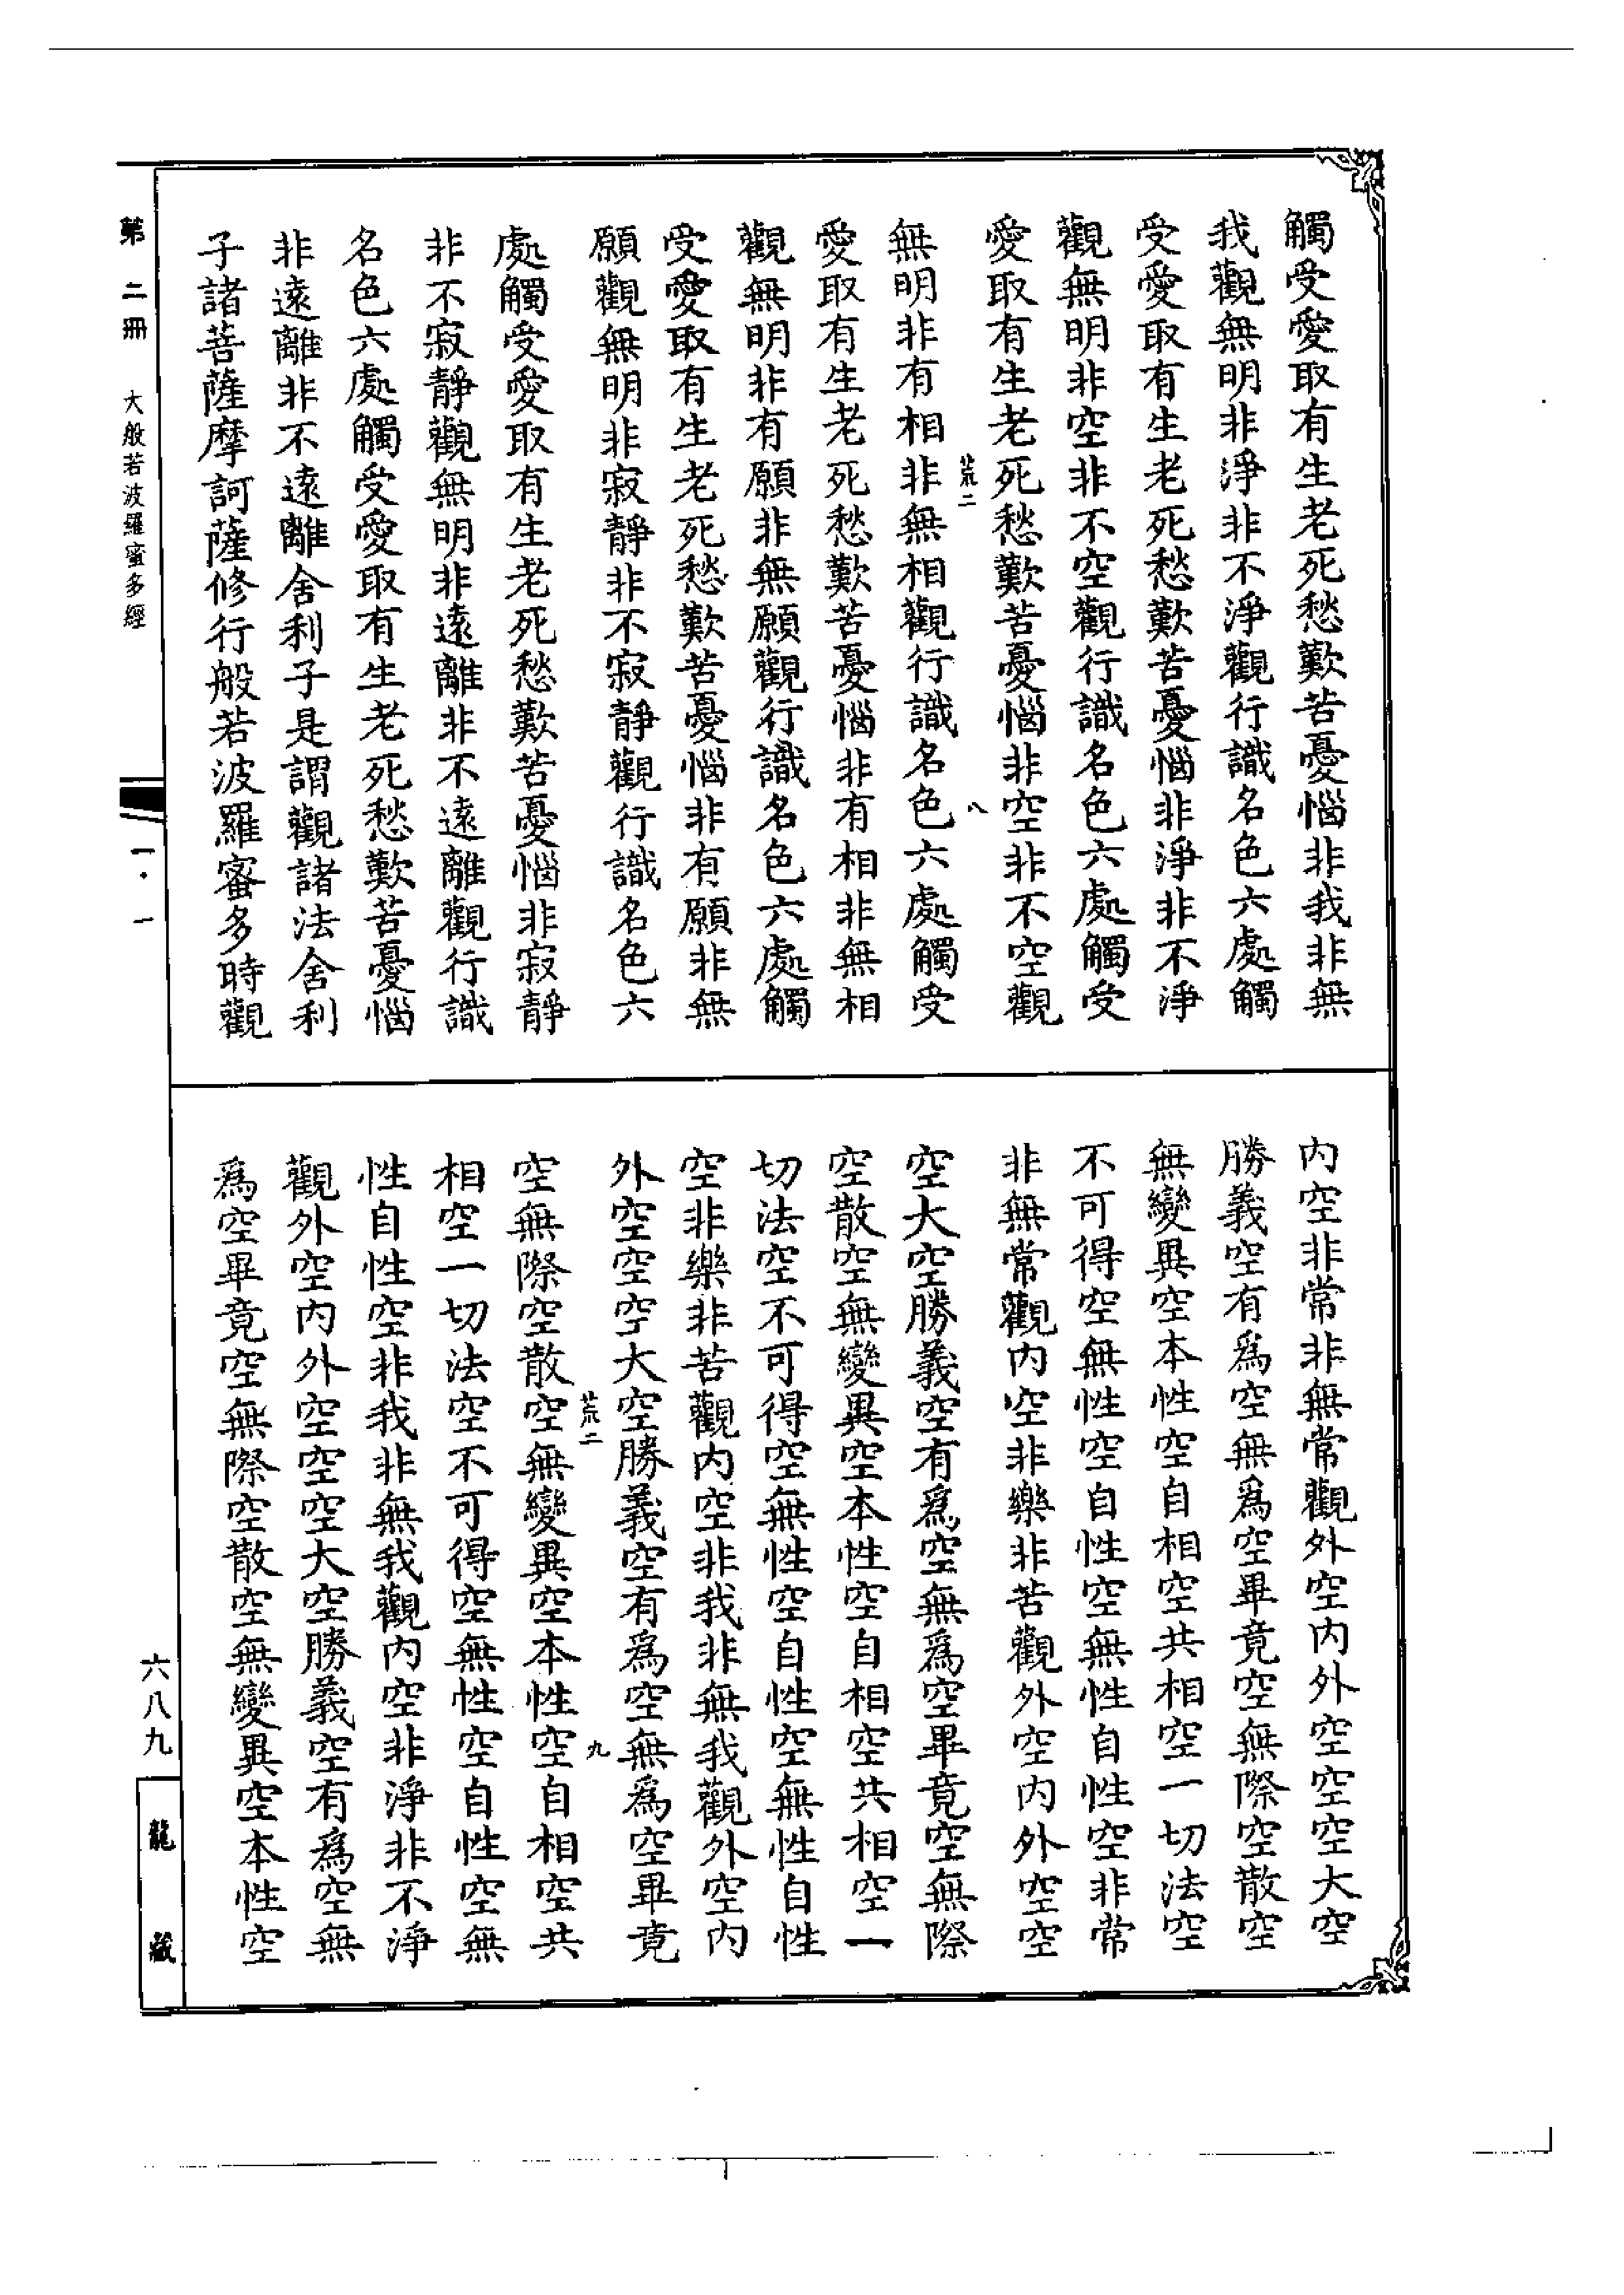 觸受愛取有生老死愁歎苦憂惱非我非無
我觀無明非淨非不淨觀行識名色六處觸
受愛取有生老死愁歎苦憂惱非淨非不淨
觀無明非空非不空觀行識名色六處觸受
愛取有生老死愁歎苦憂惱非空非不空觀
荒二
八
無明非有相非無相觀行識名色六處觸受
愛取有生老死愁歎苦憂惱非有相非無相
觀無明非有願非無願觀行識名色六處觸
受愛取有生老死愁歎苦憂惱非有願非無
願觀無明非寂靜非不寂靜觀行識名色六
處觸受愛取有生老死愁歎苦憂惱非寂靜
非不寂靜觀無明非遠離非不遠離觀行識
名色六處觸受愛取有生老死愁歎苦憂惱
非遠離非不遠離舍利子是謂觀諸法舍利
子諸菩薩摩訶薩修行般若波羅蜜多時觀
內空非常非無常觀外空內外空空空大空
勝義空有爲空無爲空畢竟空無際空散空
無變異空本性空自相空共相空一切法空
不可得空無性空自性空無性自性空非常
非無常觀內空非樂非苦觀外空內外空空
空大空勝義空有爲空無爲空畢竟空無際
空散空無變異空本性空自相空共相空一
切法空不可得空無性空自性空無性自性
空非樂非苦觀內空非我非無我觀外空內
外空空空大空勝義空有爲空無爲空畢竟
荒二
九
空無際空散空無變異空本性空自相空共
相空一切法空不可得空無性空自性空無
性自性空非我非無我觀內空非淨非不淨
觀外空內外空空空大空勝義空有爲空無
爲空畢竟空無際空散空無變異空本性空
第二冊
大般若波羅蜜多經
一·一
六八九
龍藏